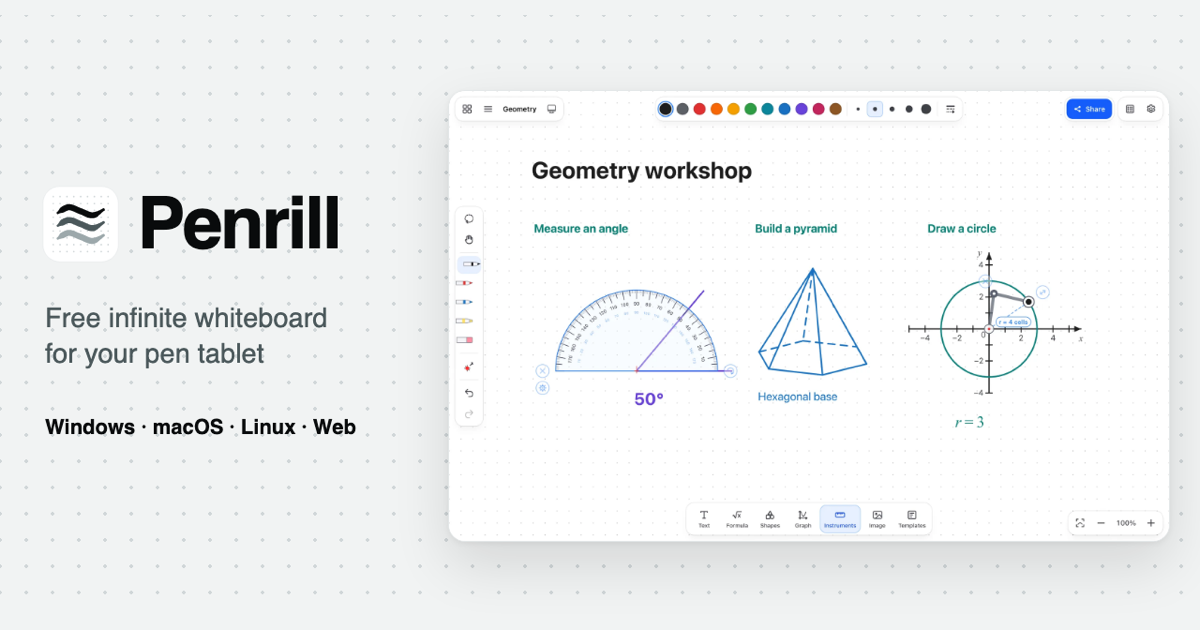 Penrill
Free infinite whiteboard
for your pen tablet
Windows · macOS · Linux · Web
Geometry
Share
Geometry workshop
Measure an angle
Build a pyramid
Draw a circle
50°
Hexagonal base
y
4
2
−4 −2 0 2 4 x
−2
−4
r = 4 cells
r = 3
Text Formula Shapes Graph Instruments Image Templates
100%